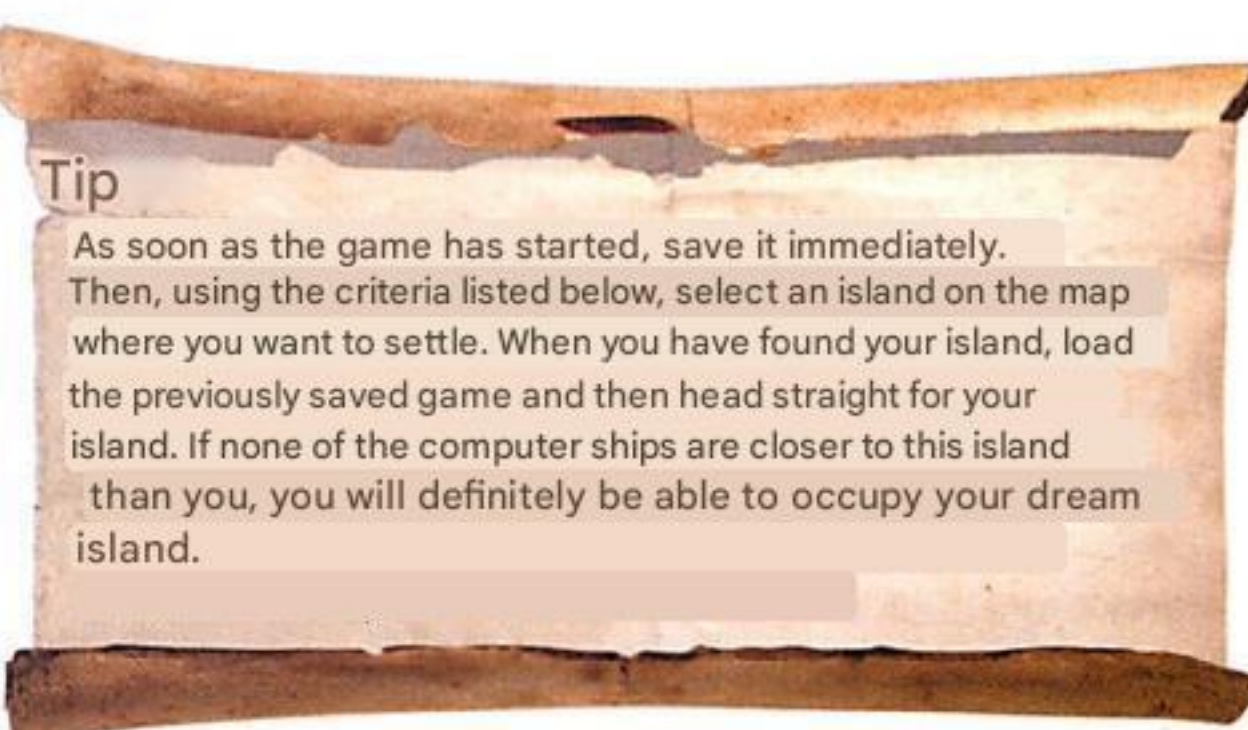 Tip
As soon as the game has started, save it immediately.
Then, using the criteria listed below, select an island on the map
where you want to settle. When you have found your island, load
the previously saved game and then head straight for your
island. If none of the computer ships are closer to this island
than you, you will definitely be able to occupy your dream
island.